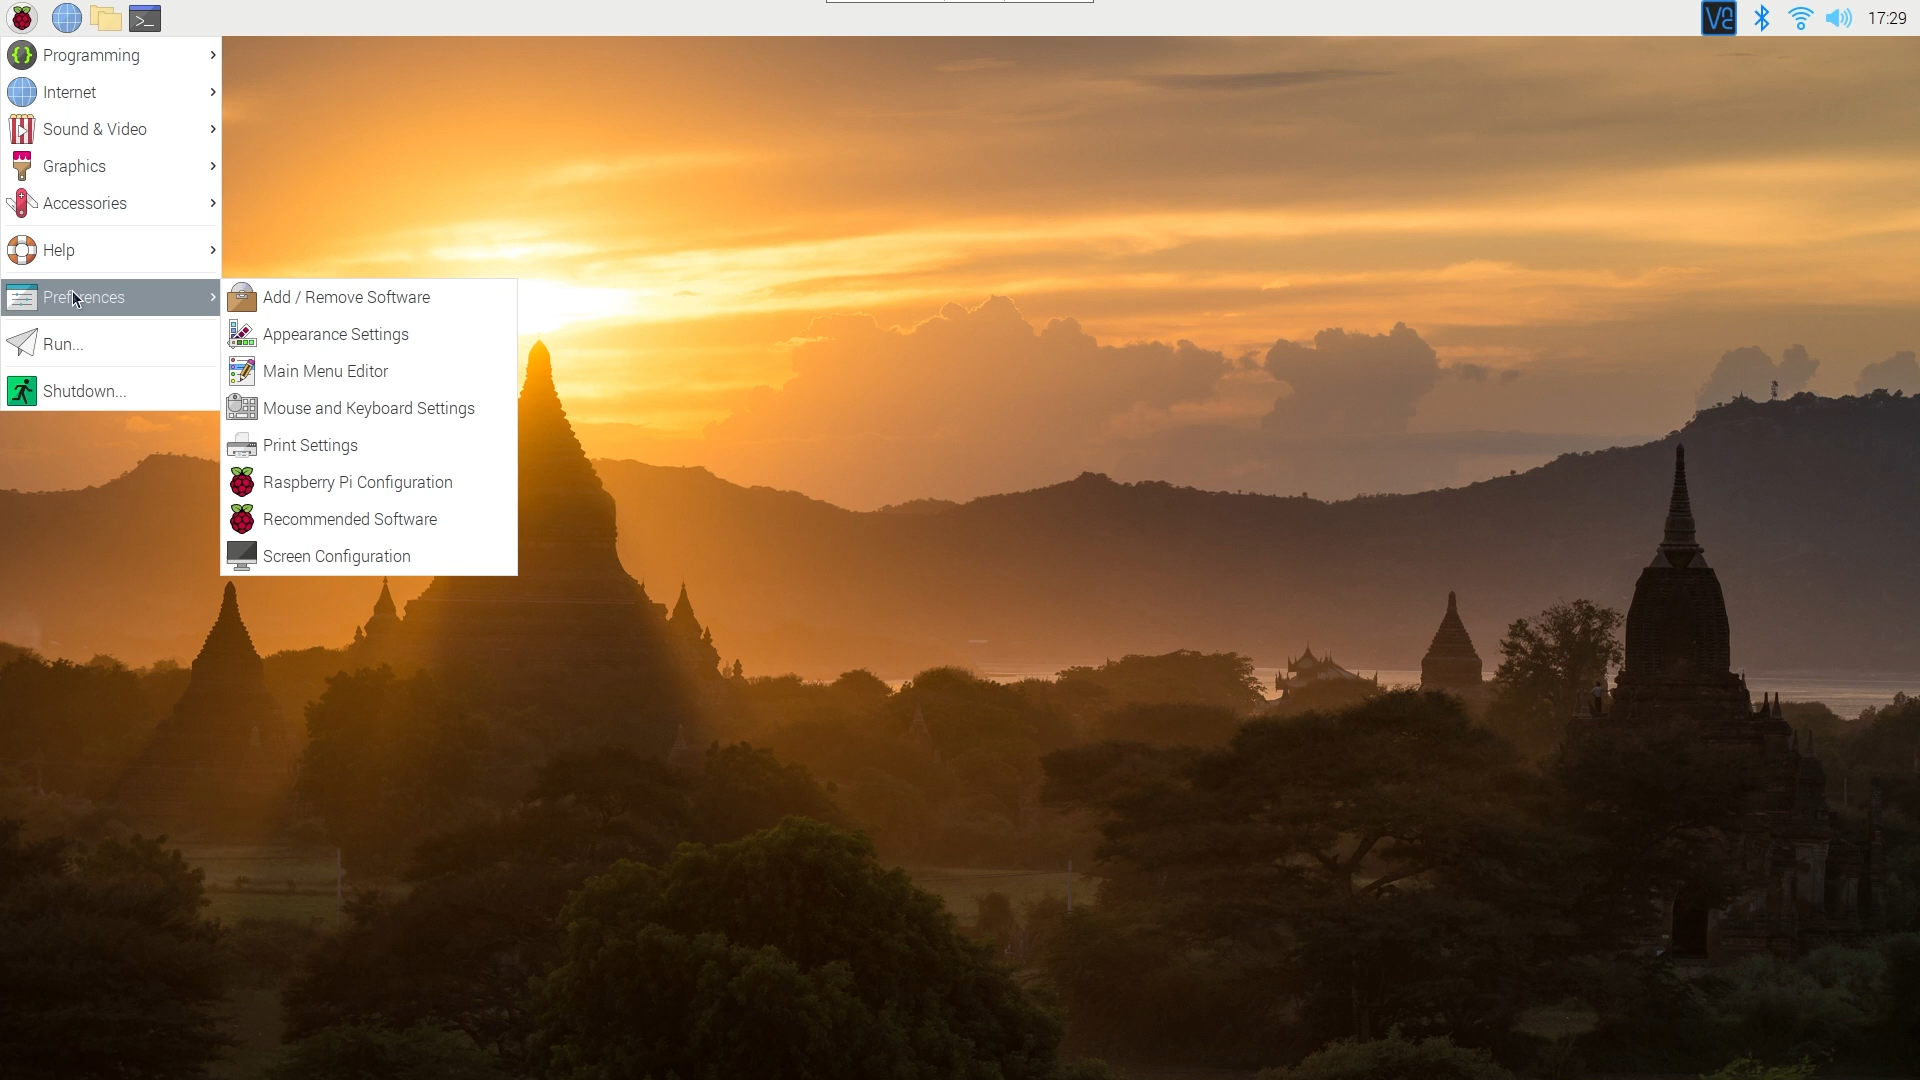 >_
VNC
17:29
Programming
Internet
Sound & Video
Graphics
Accessories
Help
Preferences
Run...
Shutdown...
Add / Remove Software
Appearance Settings
Main Menu Editor
Mouse and Keyboard Settings
Print Settings
Raspberry Pi Configuration
Recommended Software
Screen Configuration